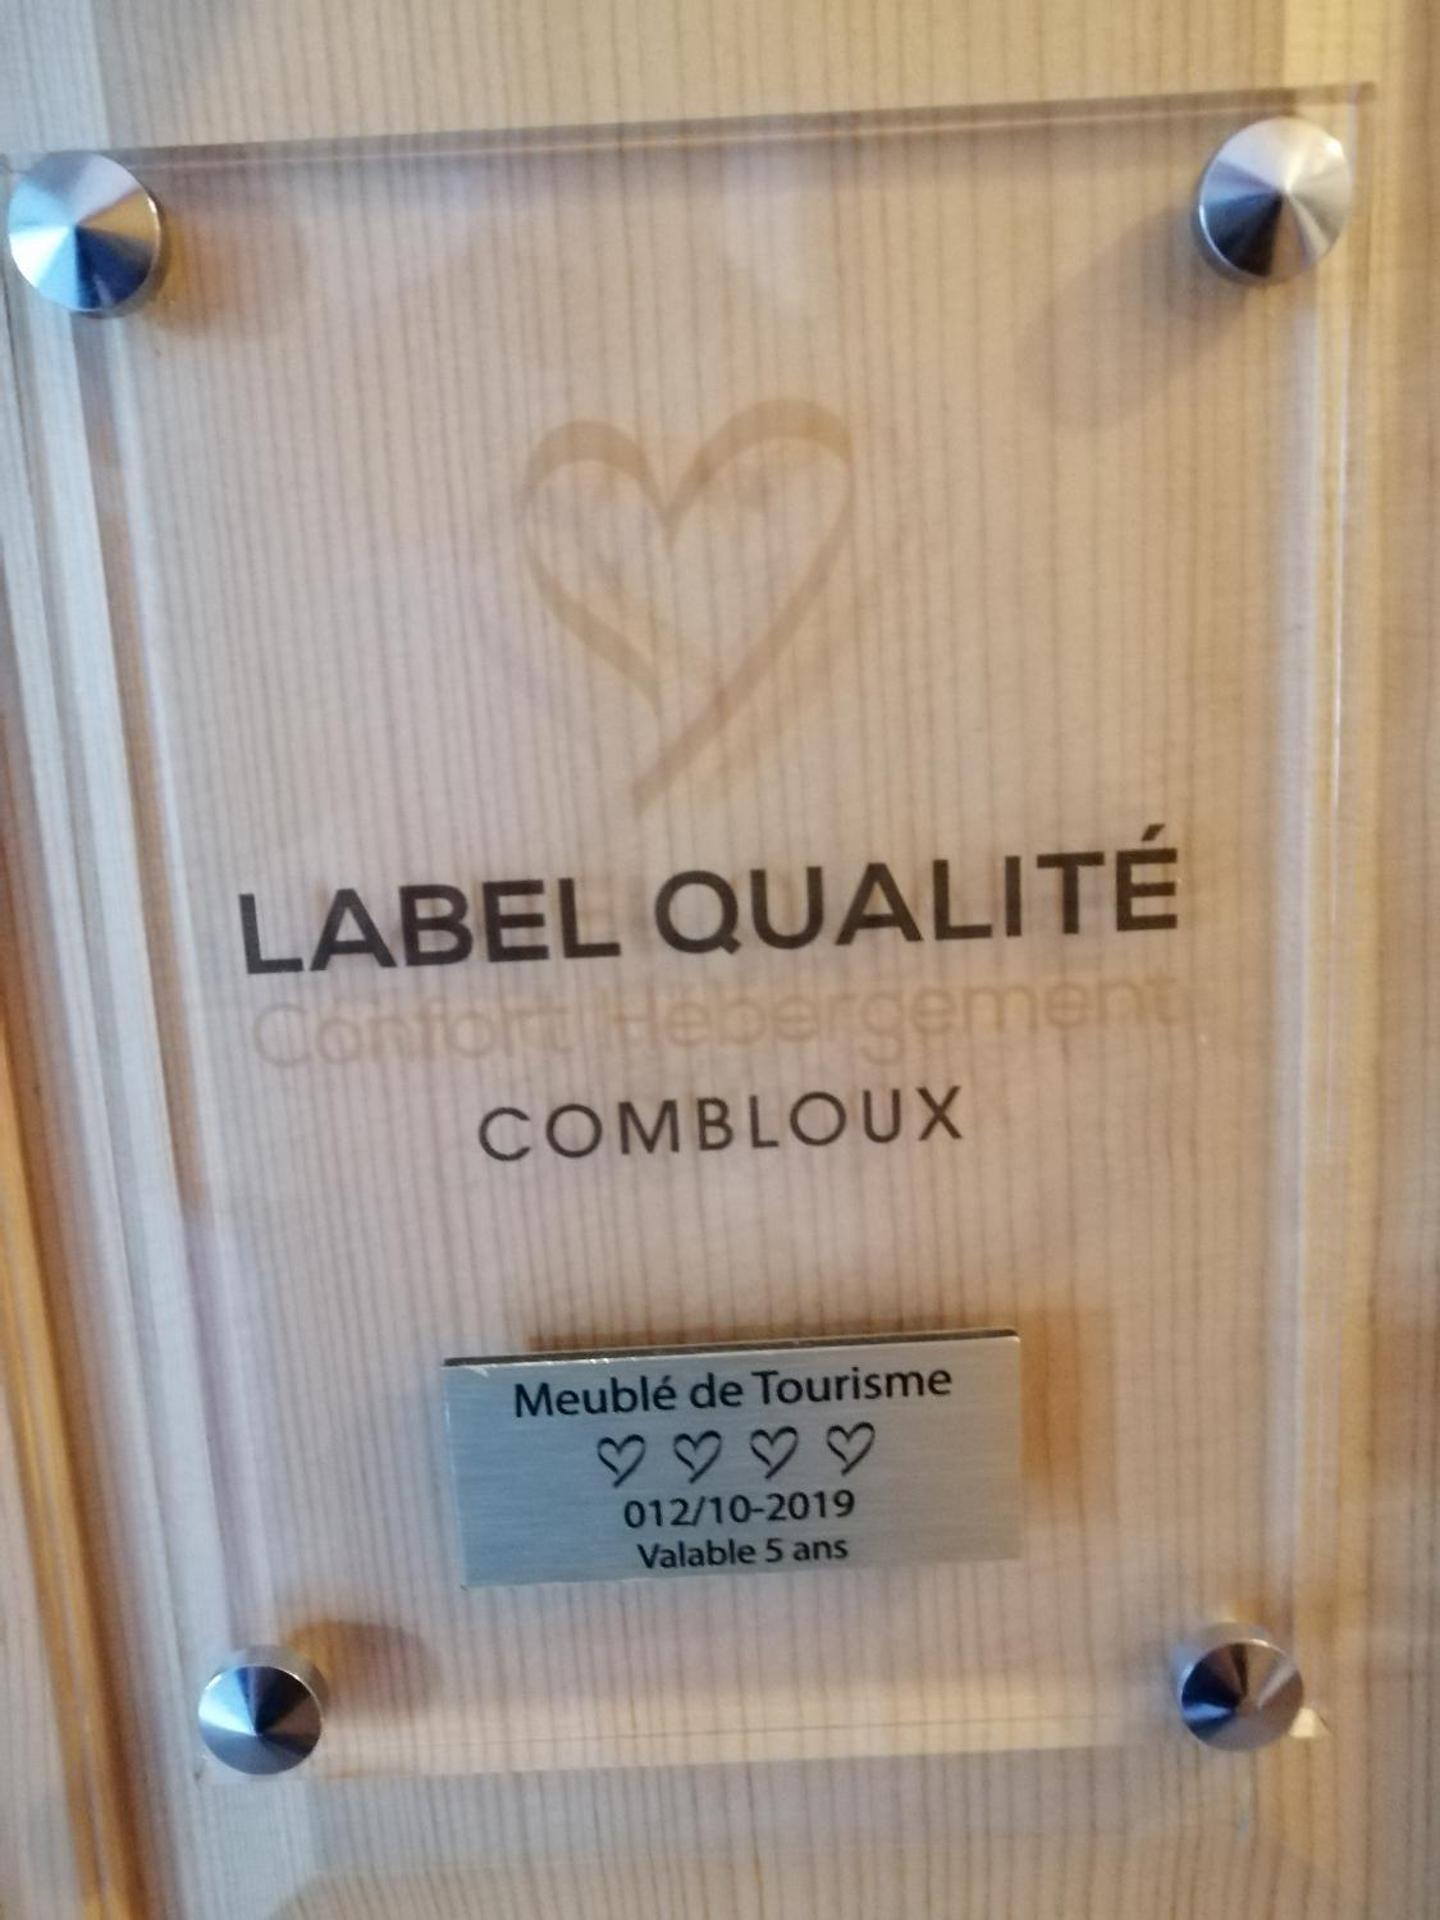 LABEL QUALITÉ
Confort Hébergement
COMBLOUX
Meublé de Tourisme
012/10-2019
Valable 5 ans